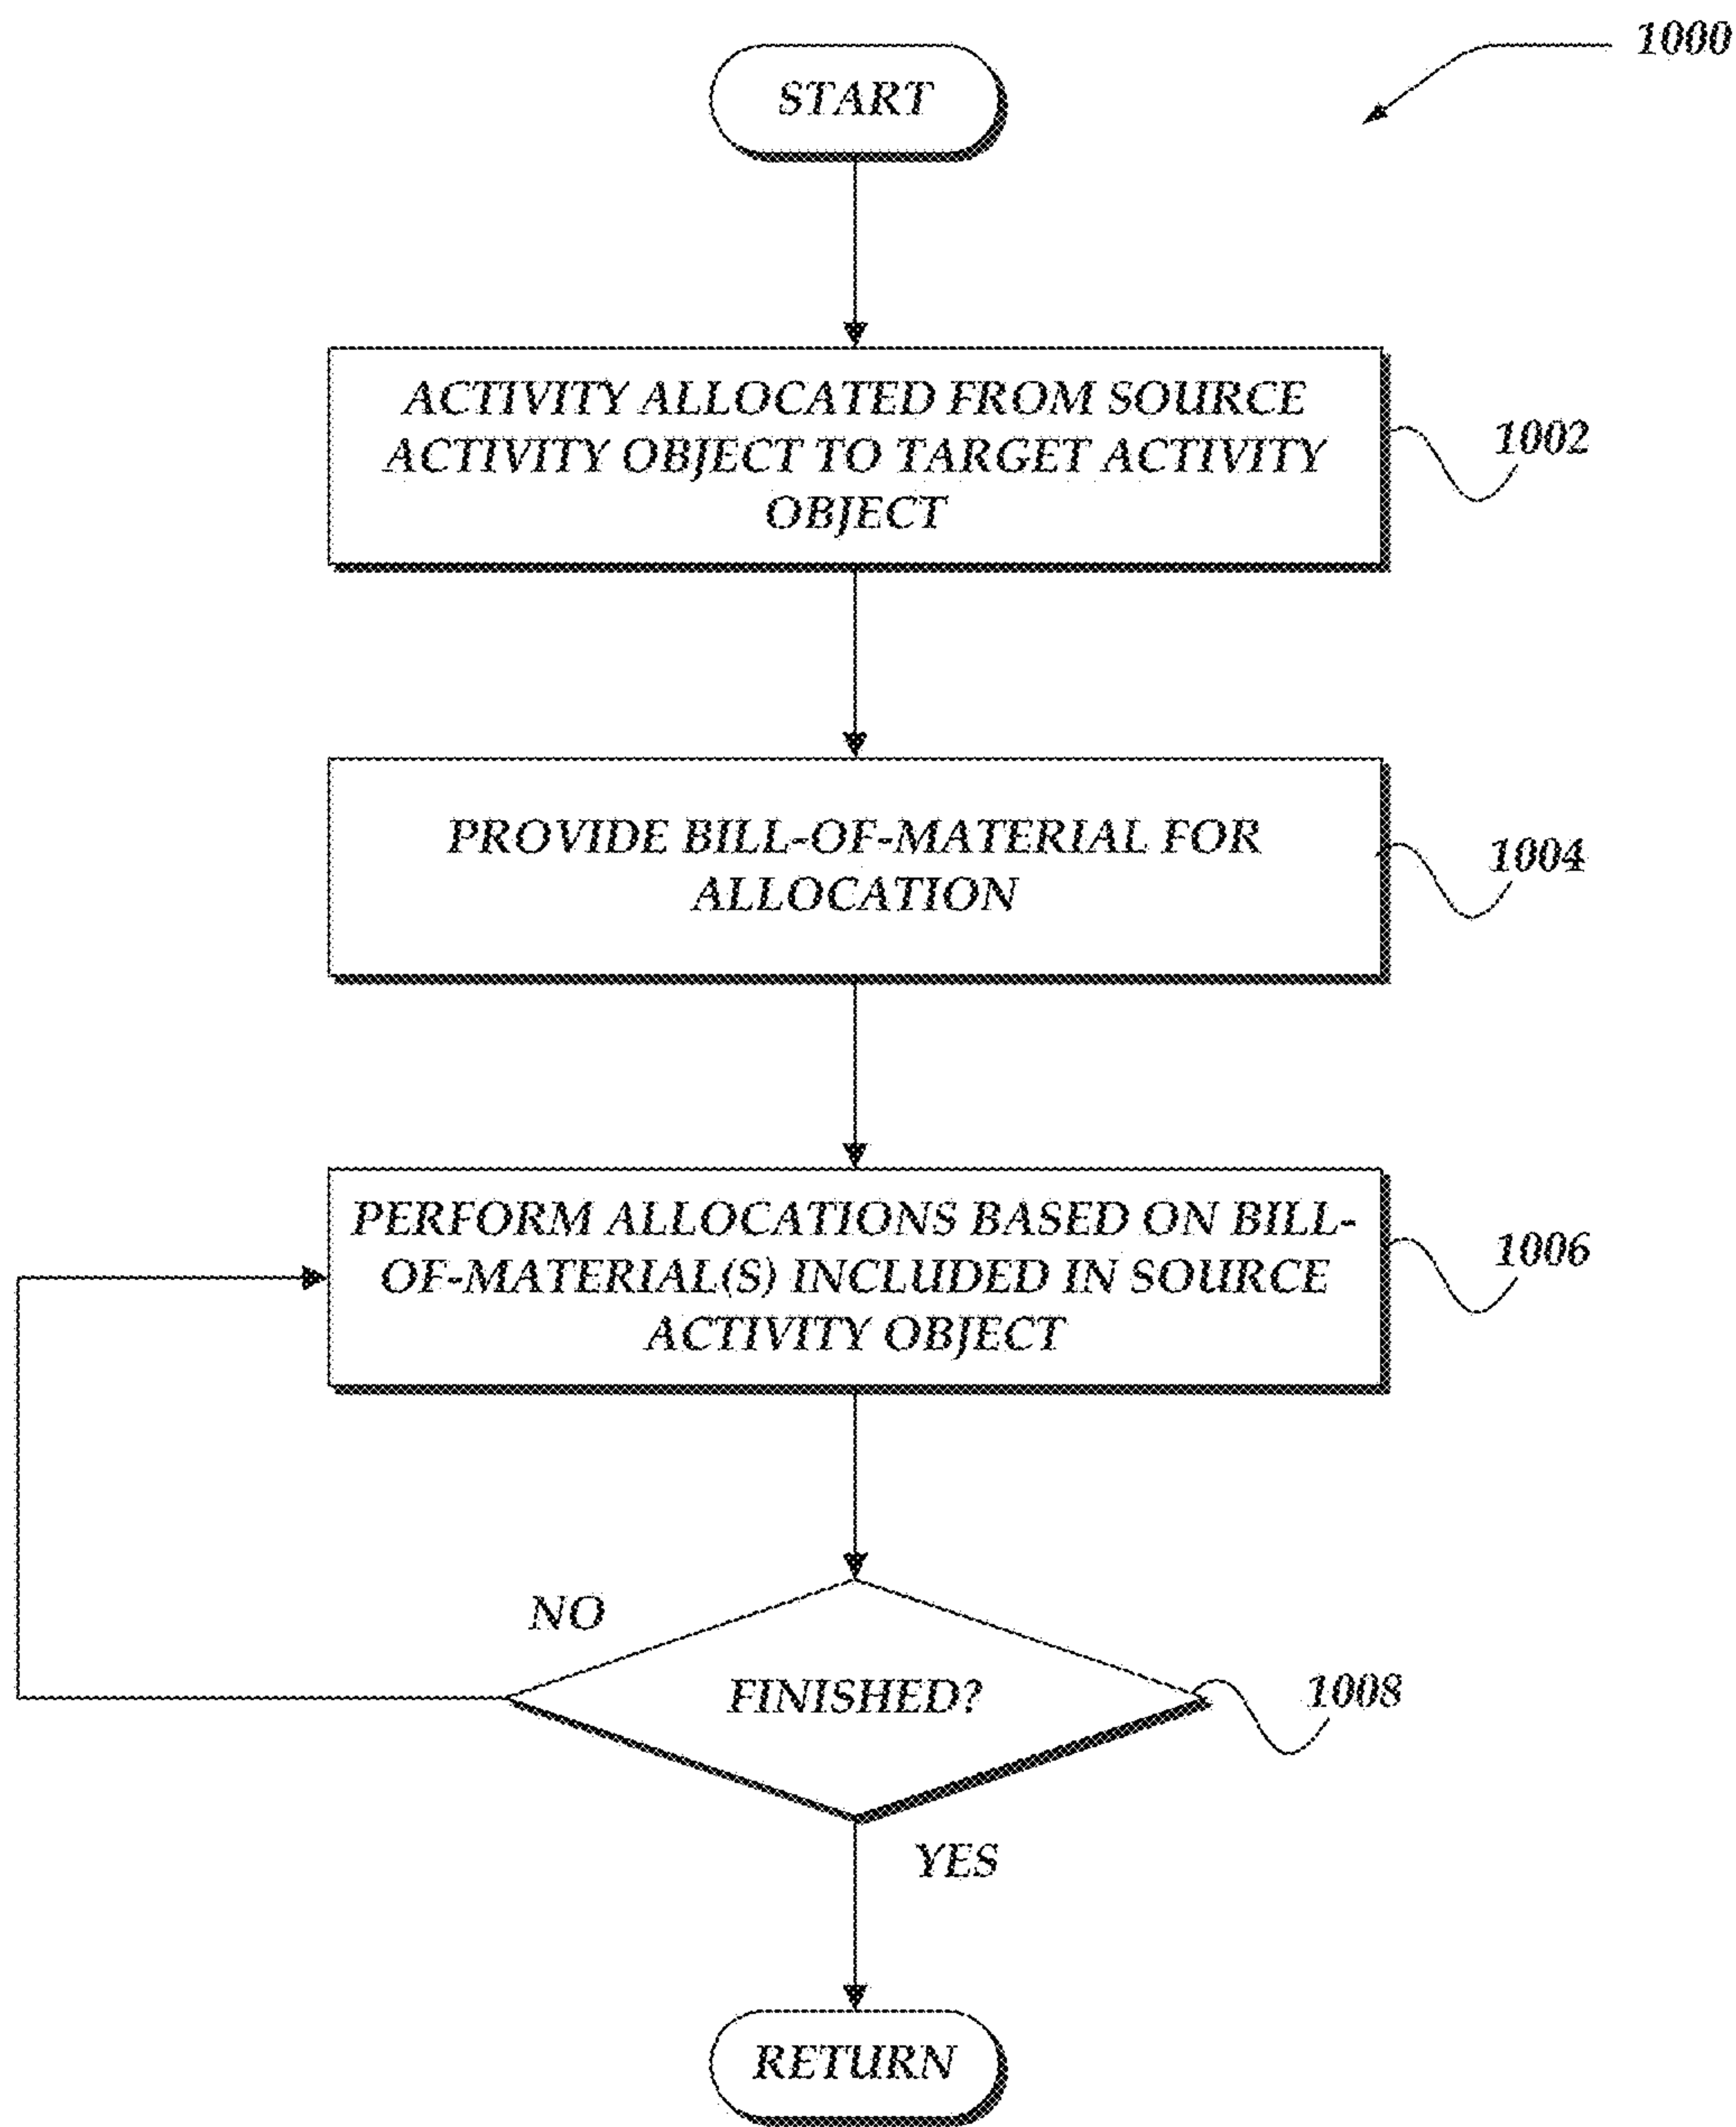 1000
START
ACTIVITY ALLOCATED FROM SOURCE
ACTIVITY OBJECT TO TARGET ACTIVITY
OBJECT
1002
PROVIDE BILL-OF-MATERIAL FOR
ALLOCATION
1004
PERFORM ALLOCATIONS BASED ON BILL-
OF-MATERIAL(S) INCLUDED IN SOURCE
ACTIVITY OBJECT
1006
NO
FINISHED?
1008
YES
RETURN